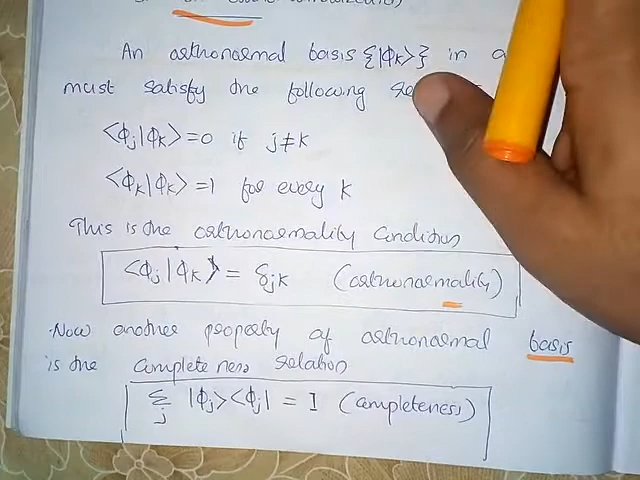 An orthonormal basis {|ϕk⟩} in a
must satisfy the following
⟨ϕj|ϕk⟩=0 if j≠k
⟨ϕk|ϕk⟩=1 for every k
This is the orthonormality Condition
⟨ϕj|ϕk⟩ = δjk (orthonormality)
Now another property of orthonormal basis
is the completeness relation
Σj |ϕj⟩⟨ϕj| = I (completeness)